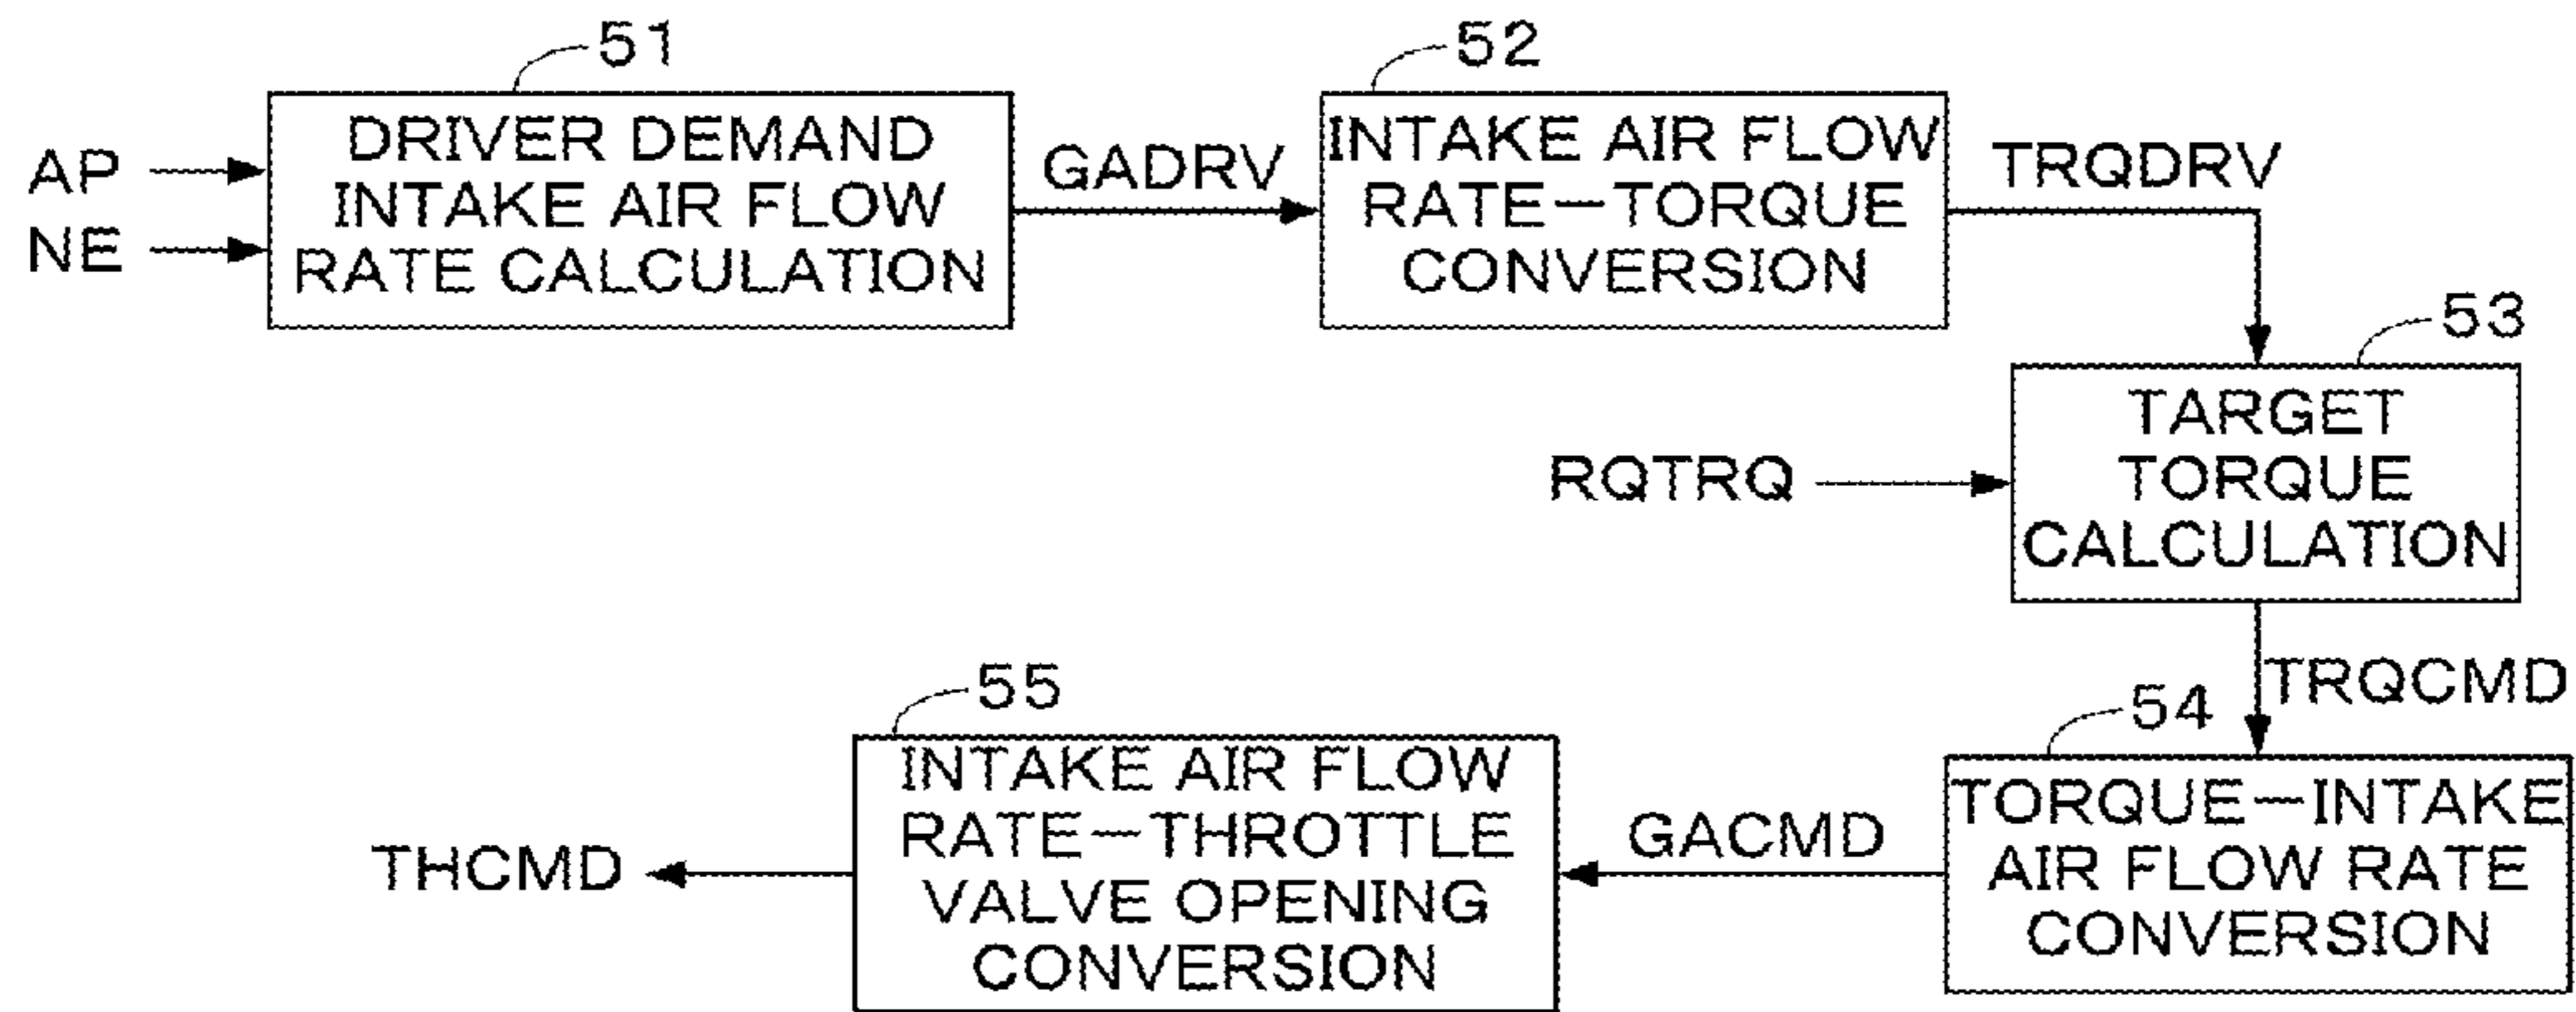 51
DRIVER DEMAND
INTAKE AIR FLOW
RATE CALCULATION
AP
NE
GADRV
52
INTAKE AIR FLOW
RATE-TORQUE
CONVERSION
TRQDRV
53
TARGET
TORQUE
CALCULATION
RQTRQ
TRQCMD
54
TORQUE-INTAKE
AIR FLOW RATE
CONVERSION
GACMD
55
INTAKE AIR FLOW
RATE-THROTTLE
VALVE OPENING
CONVERSION
THCMD